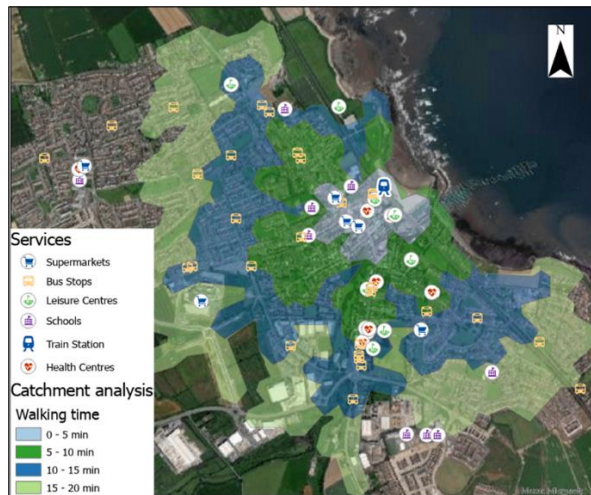 N
Services
Supermarkets
Bus Stops
Leisure Centres
Schools
Train Station
Health Centres
Catchment analysis
Walking time
0 - 5 min
5 - 10 min
10 - 15 min
15 - 20 min